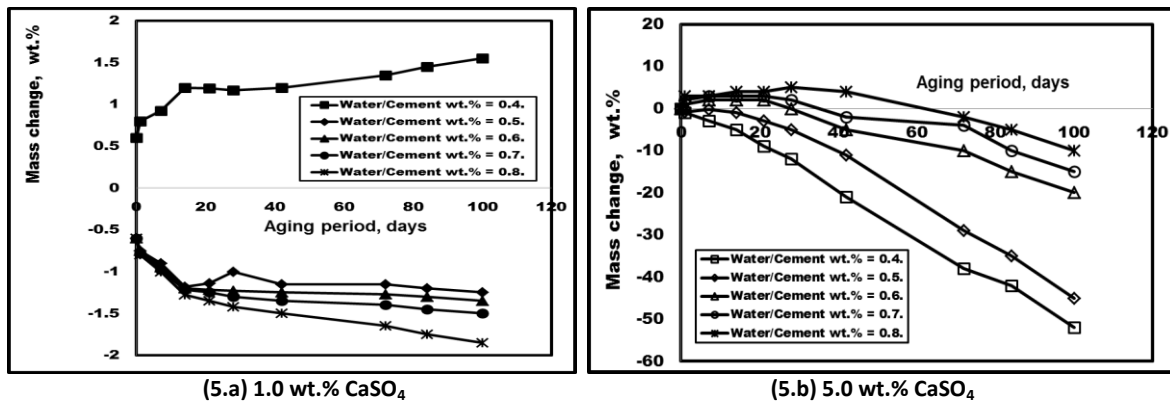 2
1.5
1
0.5
0
-0.5
-1
-1.5
-2
Mass change, wt.%
0 20 40 60 80 100 120
Aging period, days
Water/Cement wt.% = 0.4.
Water/Cement wt.% = 0.5.
Water/Cement wt.% = 0.6.
Water/Cement wt.% = 0.7.
Water/Cement wt.% = 0.8.
(5.a) 1.0 wt.% CaSO₄
20
10
0
-10
-20
-30
-40
-50
-60
Mass change, wt.%
Aging period, days
0 20 40 60 80 100 120
Water/Cement wt.% = 0.4.
Water/Cement wt.% = 0.5.
Water/Cement wt.% = 0.6.
Water/Cement wt.% = 0.7.
Water/Cement wt.% = 0.8.
(5.b) 5.0 wt.% CaSO₄